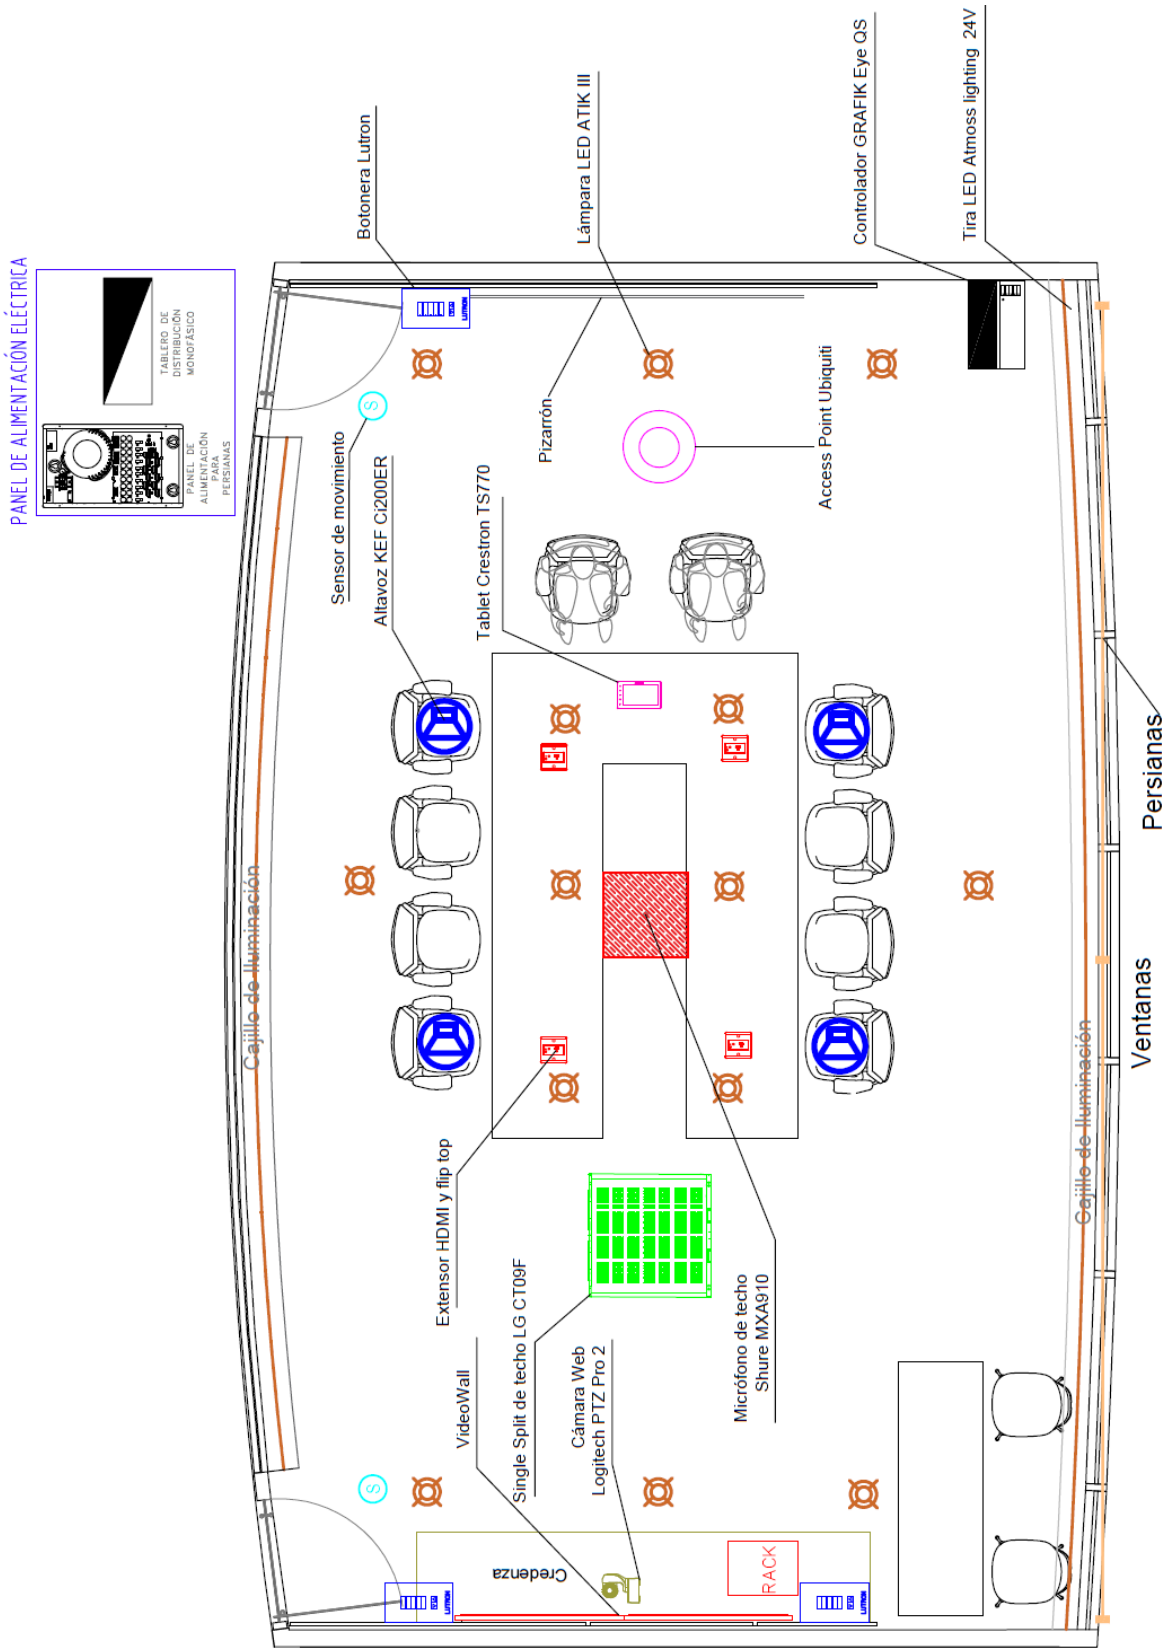 PANEL DE ALIMENTACIÓN ELÉCTRICA
TABLERO DE
DISTRIBUCIÓN
MONOFÁSICO
PANEL DE
ALIMENTACIÓN
PARA
PERSIANAS
Botonera Lutron
Lámpara LED ATIK III
Controlador GRAFIK Eye QS
Tira LED Atmoss lighting 24V
LUTRON
S
Sensor de movimiento
Altavoz KEF Ci200ER
Tablet Crestron TS770
Pizarrón
Access Point Ubiquiti
Persianas
Ventanas
Cajillo de Iluminación
Cajillo de Iluminación
Extensor HDMI y flip top
VideoWall
Single Split de techo LG CT09F
Cámara Web
Logitech PTZ Pro 2
Micrófono de techo
Shure MXA910
S
Credenza
RACK
LUTRON
LUTRON